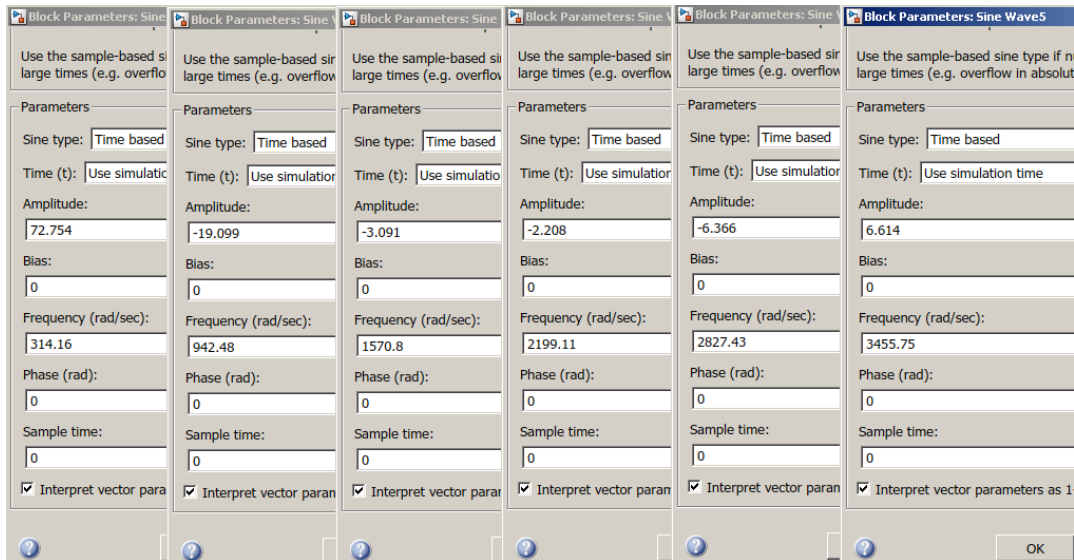 Block Parameters: Sine
Use the sample-based
large times (e.g. overflo
Parameters
Sine type: Time based
Time (t): Use simulatio
Amplitude:
72.754
Bias:
0
Frequency (rad/sec):
314.16
Phase (rad):
0
Sample time:
0
Interpret vector para
Block Parameters: Sine
Use the sample-based sin
large times (e.g. overflow
Parameters
Sine type: Time based
Time (t): Use simulation
Amplitude:
-19.099
Bias:
0
Frequency (rad/sec):
942.48
Phase (rad):
0
Sample time:
0
Interpret vector param
Block Parameters: Sine
Use the sample-based si
large times (e.g. overflow
Parameters
Sine type: Time based
Time (t): Use simulatio
Amplitude:
-3.091
Bias:
0
Frequency (rad/sec):
1570.8
Phase (rad):
0
Sample time:
0
Interpret vector parar
Block Parameters: Sine
Use the sample-based sin
large times (e.g. overflow
Parameters
Sine type: Time based
Time (t): Use simulation
Amplitude:
-2.208
Bias:
0
Frequency (rad/sec):
2199.11
Phase (rad):
0
Sample time:
0
Interpret vector param
Block Parameters: Sine
Use the sample-based sin
large times (e.g. overflow
Parameters
Sine type: Time based
Time (t): Use simulation
Amplitude:
-6.366
Bias:
0
Frequency (rad/sec):
2827.43
Phase (rad):
0
Sample time:
0
Interpret vector param
Block Parameters: Sine Wave5
Use the sample-based sine type if nu
large times (e.g. overflow in absolut
Parameters
Sine type: Time based
Time (t): Use simulation time
Amplitude:
6.614
Bias:
0
Frequency (rad/sec):
3455.75
Phase (rad):
0
Sample time:
0
Interpret vector parameters as 1-
OK